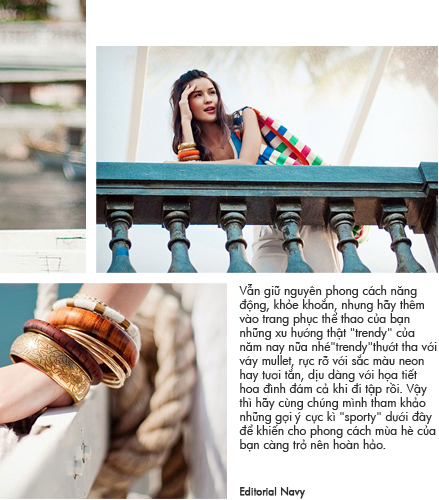 Vẫn giữ nguyên phong cách năng
động, khỏe khoắn, nhưng hãy thêm
vào trang phục thể thao của bạn
những xu hướng thật "trendy" của
năm nay nữa nhé"trendy"thướt tha với
váy mullet, rực rỡ với sắc màu neon
hay tươi tắn, dịu dàng với họa tiết
hoa đình đám cả khi đi tập rồi. Vậy
thì hãy cùng chúng mình tham khảo
những gợi ý cực kì "sporty" dưới đây
để khiến cho phong cách mùa hè của
bạn càng trở nên hoàn hảo.
Editorial Navy